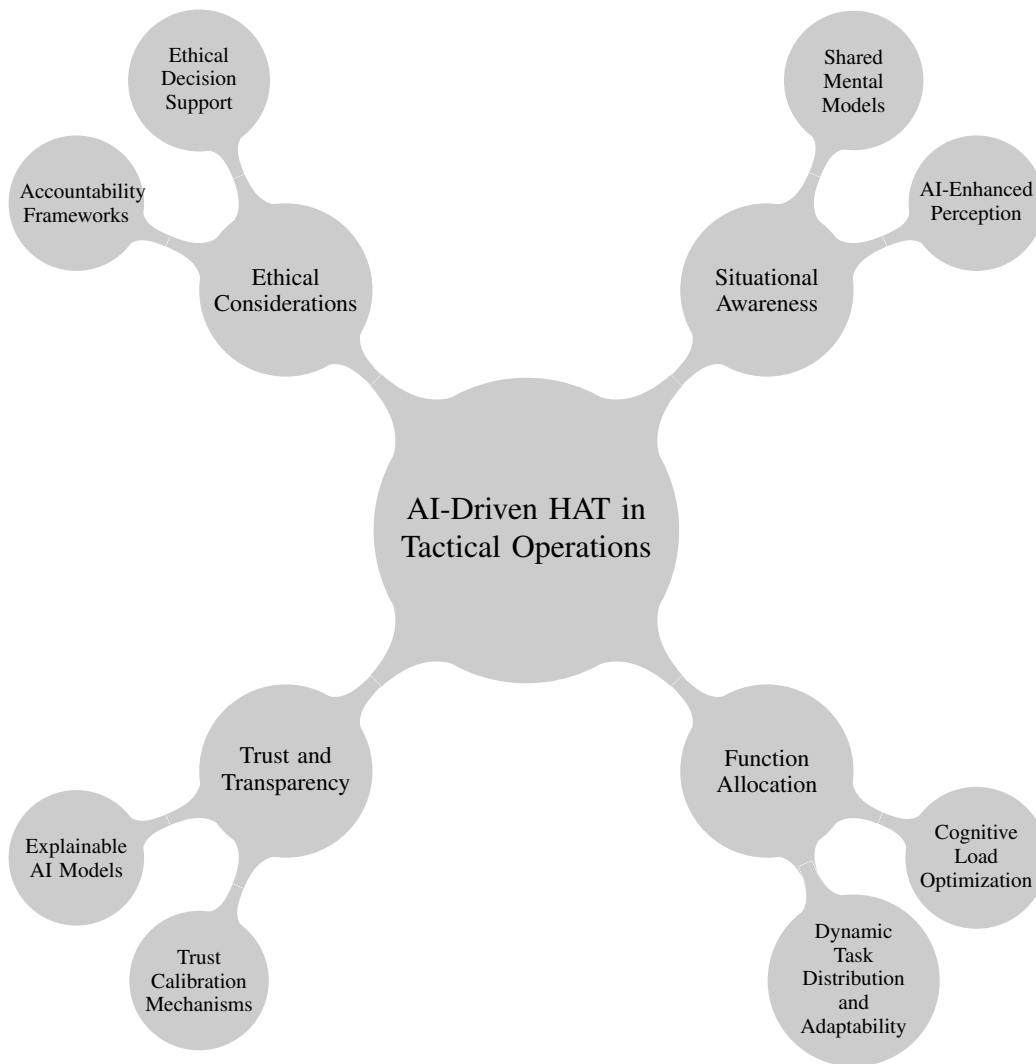 Ethical
Decision
Support
Shared
Mental
Models
Accountability
Frameworks
AI-Enhanced
Perception
Ethical
Considerations
Situational
Awareness
AI-Driven HAT in
Tactical Operations
Trust and
Transparency
Function
Allocation
Explainable
AI Models
Cognitive
Load
Optimization
Trust
Calibration
Mechanisms
Dynamic
Task
Distribution
and
Adaptability